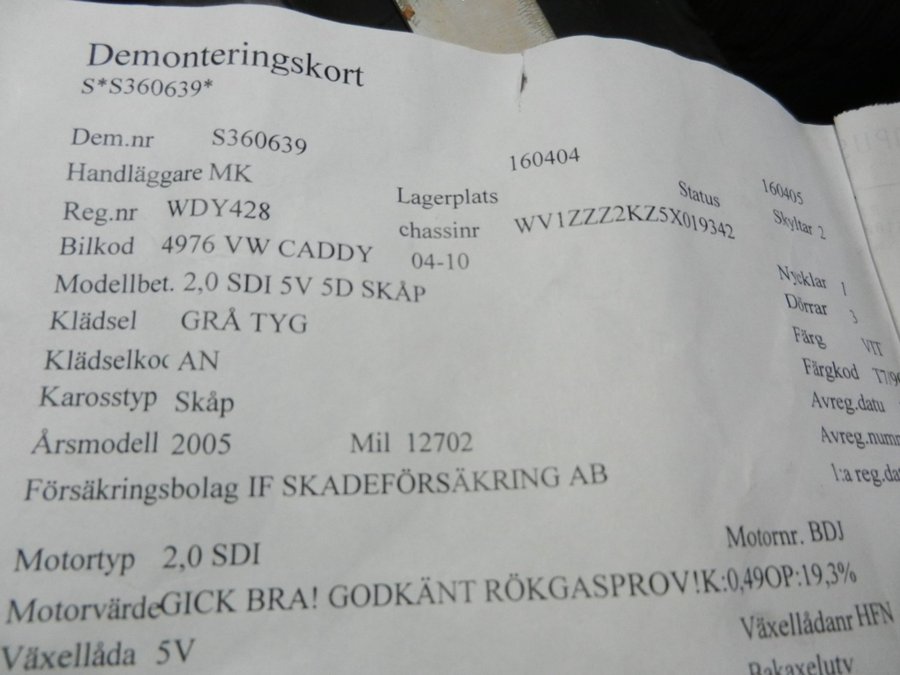 Demonteringskort
S*S360639*
Dem.nr S360639 160404 160405
Handläggare MK Lagerplats Status
Reg.nr WDY428 chassinr WV1ZZZ2KZ5X019342 Skyltar 2
Bilkod 4976 VW CADDY 04-10
Modellbet. 2,0 SDI 5V 5D SKÅP Nycklar 1
Klädsel GRÅ TYG Dörrar 3
Klädselkoc AN Färg VIT
Karosstyp Skåp Färgkod
Årsmodell 2005 Mil 12702 Avreg.datu
Försäkringsbolag IF SKADEFÖRSÄKRING AB Avreg.num
1:a reg.da
Motortyp 2,0 SDI Motornr. BDJ
MotorvärdeGICK BRA! GODKÄNT RÖKGASPROV!K:0,49OP:19,3%
Växellåda 5V Växellådanr HFN